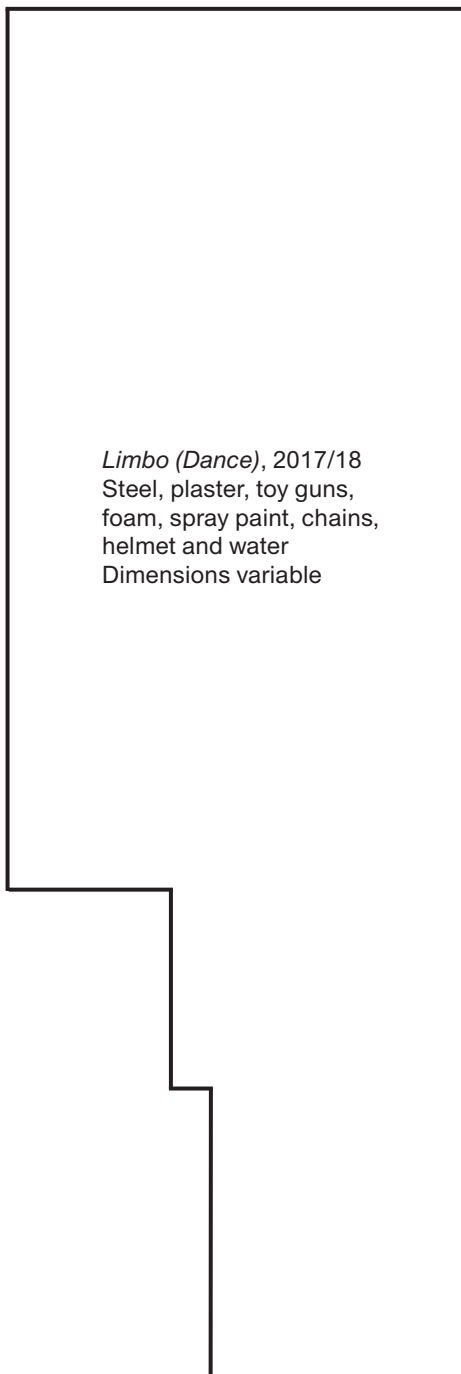 Limbo (Dance), 2017/18
Steel, plaster, toy guns,
foam, spray paint, chains,
helmet and water
Dimensions variable